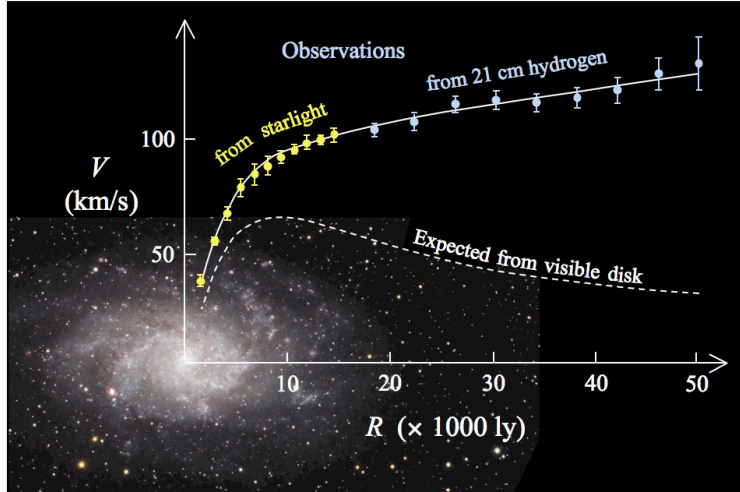 Observations
from starlight
from 21 cm hydrogen
100
V
(km/s)
50
Expected from visible disk
10 20 30 40 50
R (× 1000 ly)